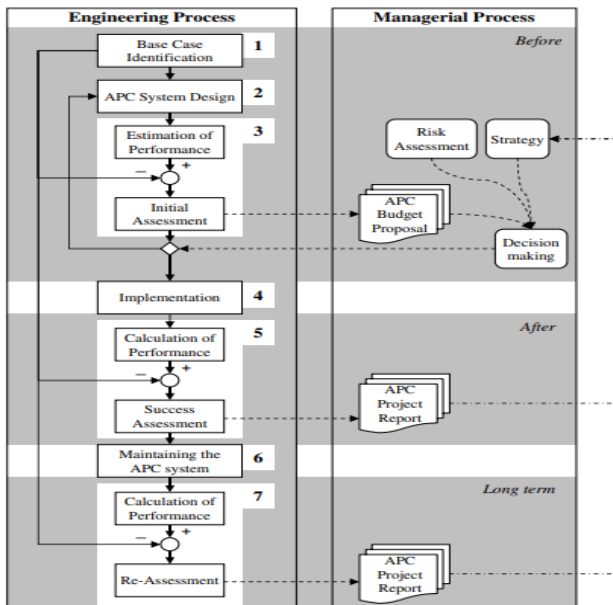 Engineering Process
Managerial Process
Before
Base Case
Identification
1
APC System Design
2
Estimation of
Performance
3
Risk
Assessment
Strategy
− +
Initial
Assessment
APC
Budget
Proposal
Decision
making
Implementation
4
After
Calculation of
Performance
5
− +
Success
Assessment
APC
Project
Report
Maintaining the
APC system
6
Long term
Calculation of
Performance
7
− +
Re-Assessment
APC
Project
Report